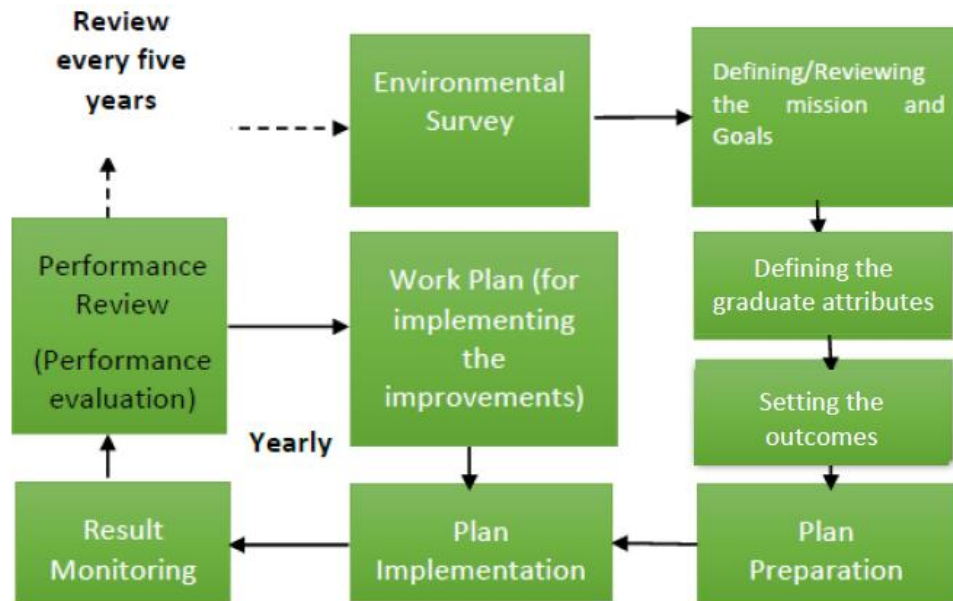 Review
every five
years
Environmental
Survey
Defining/Reviewing
the mission and
Goals
Performance
Review
(Performance
evaluation)
Work Plan (for
implementing
the
improvements)
Defining the
graduate attributes
Setting the
outcomes
Yearly
Result
Monitoring
Plan
Implementation
Plan
Preparation